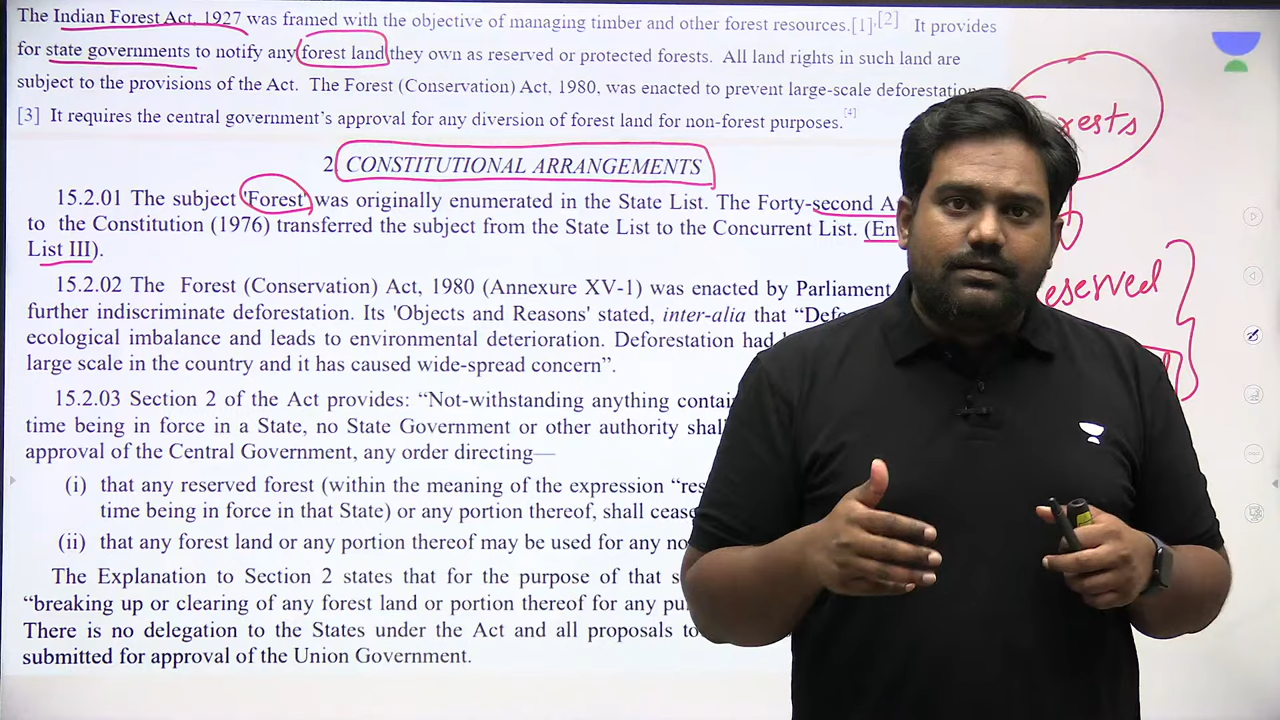 The Indian Forest Act, 1927 was framed with the objective of managing timber and other forest resources.[1],[2] It provides
for state governments to notify any forest land they own as reserved or protected forests. All land rights in such land are
subject to the provisions of the Act. The Forest (Conservation) Act, 1980, was enacted to prevent large-scale deforestation
[3] It requires the central government’s approval for any diversion of forest land for non-forest purposes.[4]
2 CONSTITUTIONAL ARRANGEMENTS
15.2.01 The subject 'Forest' was originally enumerated in the State List. The Forty-second A
to the Constitution (1976) transferred the subject from the State List to the Concurrent List. (En
List III).
15.2.02 The Forest (Conservation) Act, 1980 (Annexure XV-1) was enacted by Parliament
further indiscriminate deforestation. Its 'Objects and Reasons' stated, inter-alia that “Defo
ecological imbalance and leads to environmental deterioration. Deforestation had
large scale in the country and it has caused wide-spread concern”.
15.2.03 Section 2 of the Act provides: “Not-withstanding anything contai
time being in force in a State, no State Government or other authority shall
approval of the Central Government, any order directing—
(i) that any reserved forest (within the meaning of the expression “res
time being in force in that State) or any portion thereof, shall cease
(ii) that any forest land or any portion thereof may be used for any no
The Explanation to Section 2 states that for the purpose of that s
“breaking up or clearing of any forest land or portion thereof for any pu
There is no delegation to the States under the Act and all proposals to
submitted for approval of the Union Government.
rests
eserved